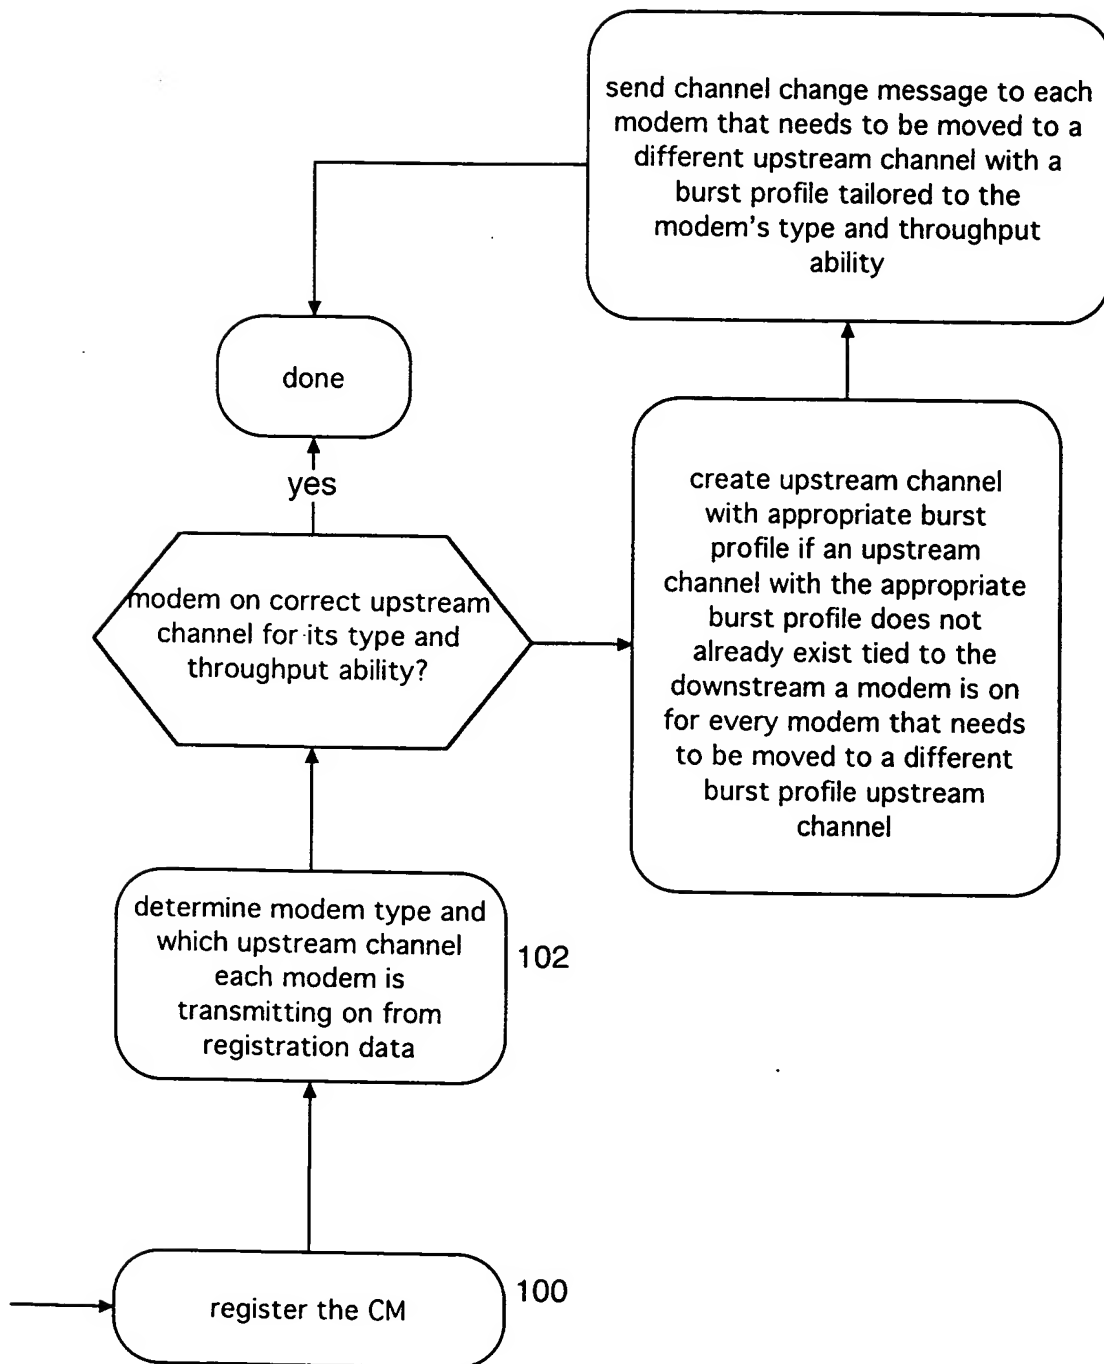 send channel change message to each
modem that needs to be moved to a
different upstream channel with a
burst profile tailored to the
modem's type and throughput
ability
done
yes
create upstream channel
with appropriate burst
profile if an upstream
channel with the appropriate
burst profile does not
already exist tied to the
downstream a modem is on
for every modem that needs
to be moved to a different
burst profile upstream
channel
modem on correct upstream
channel for its type and
throughput ability?
determine modem type and
which upstream channel
each modem is
transmitting on from
registration data
102
register the CM
100